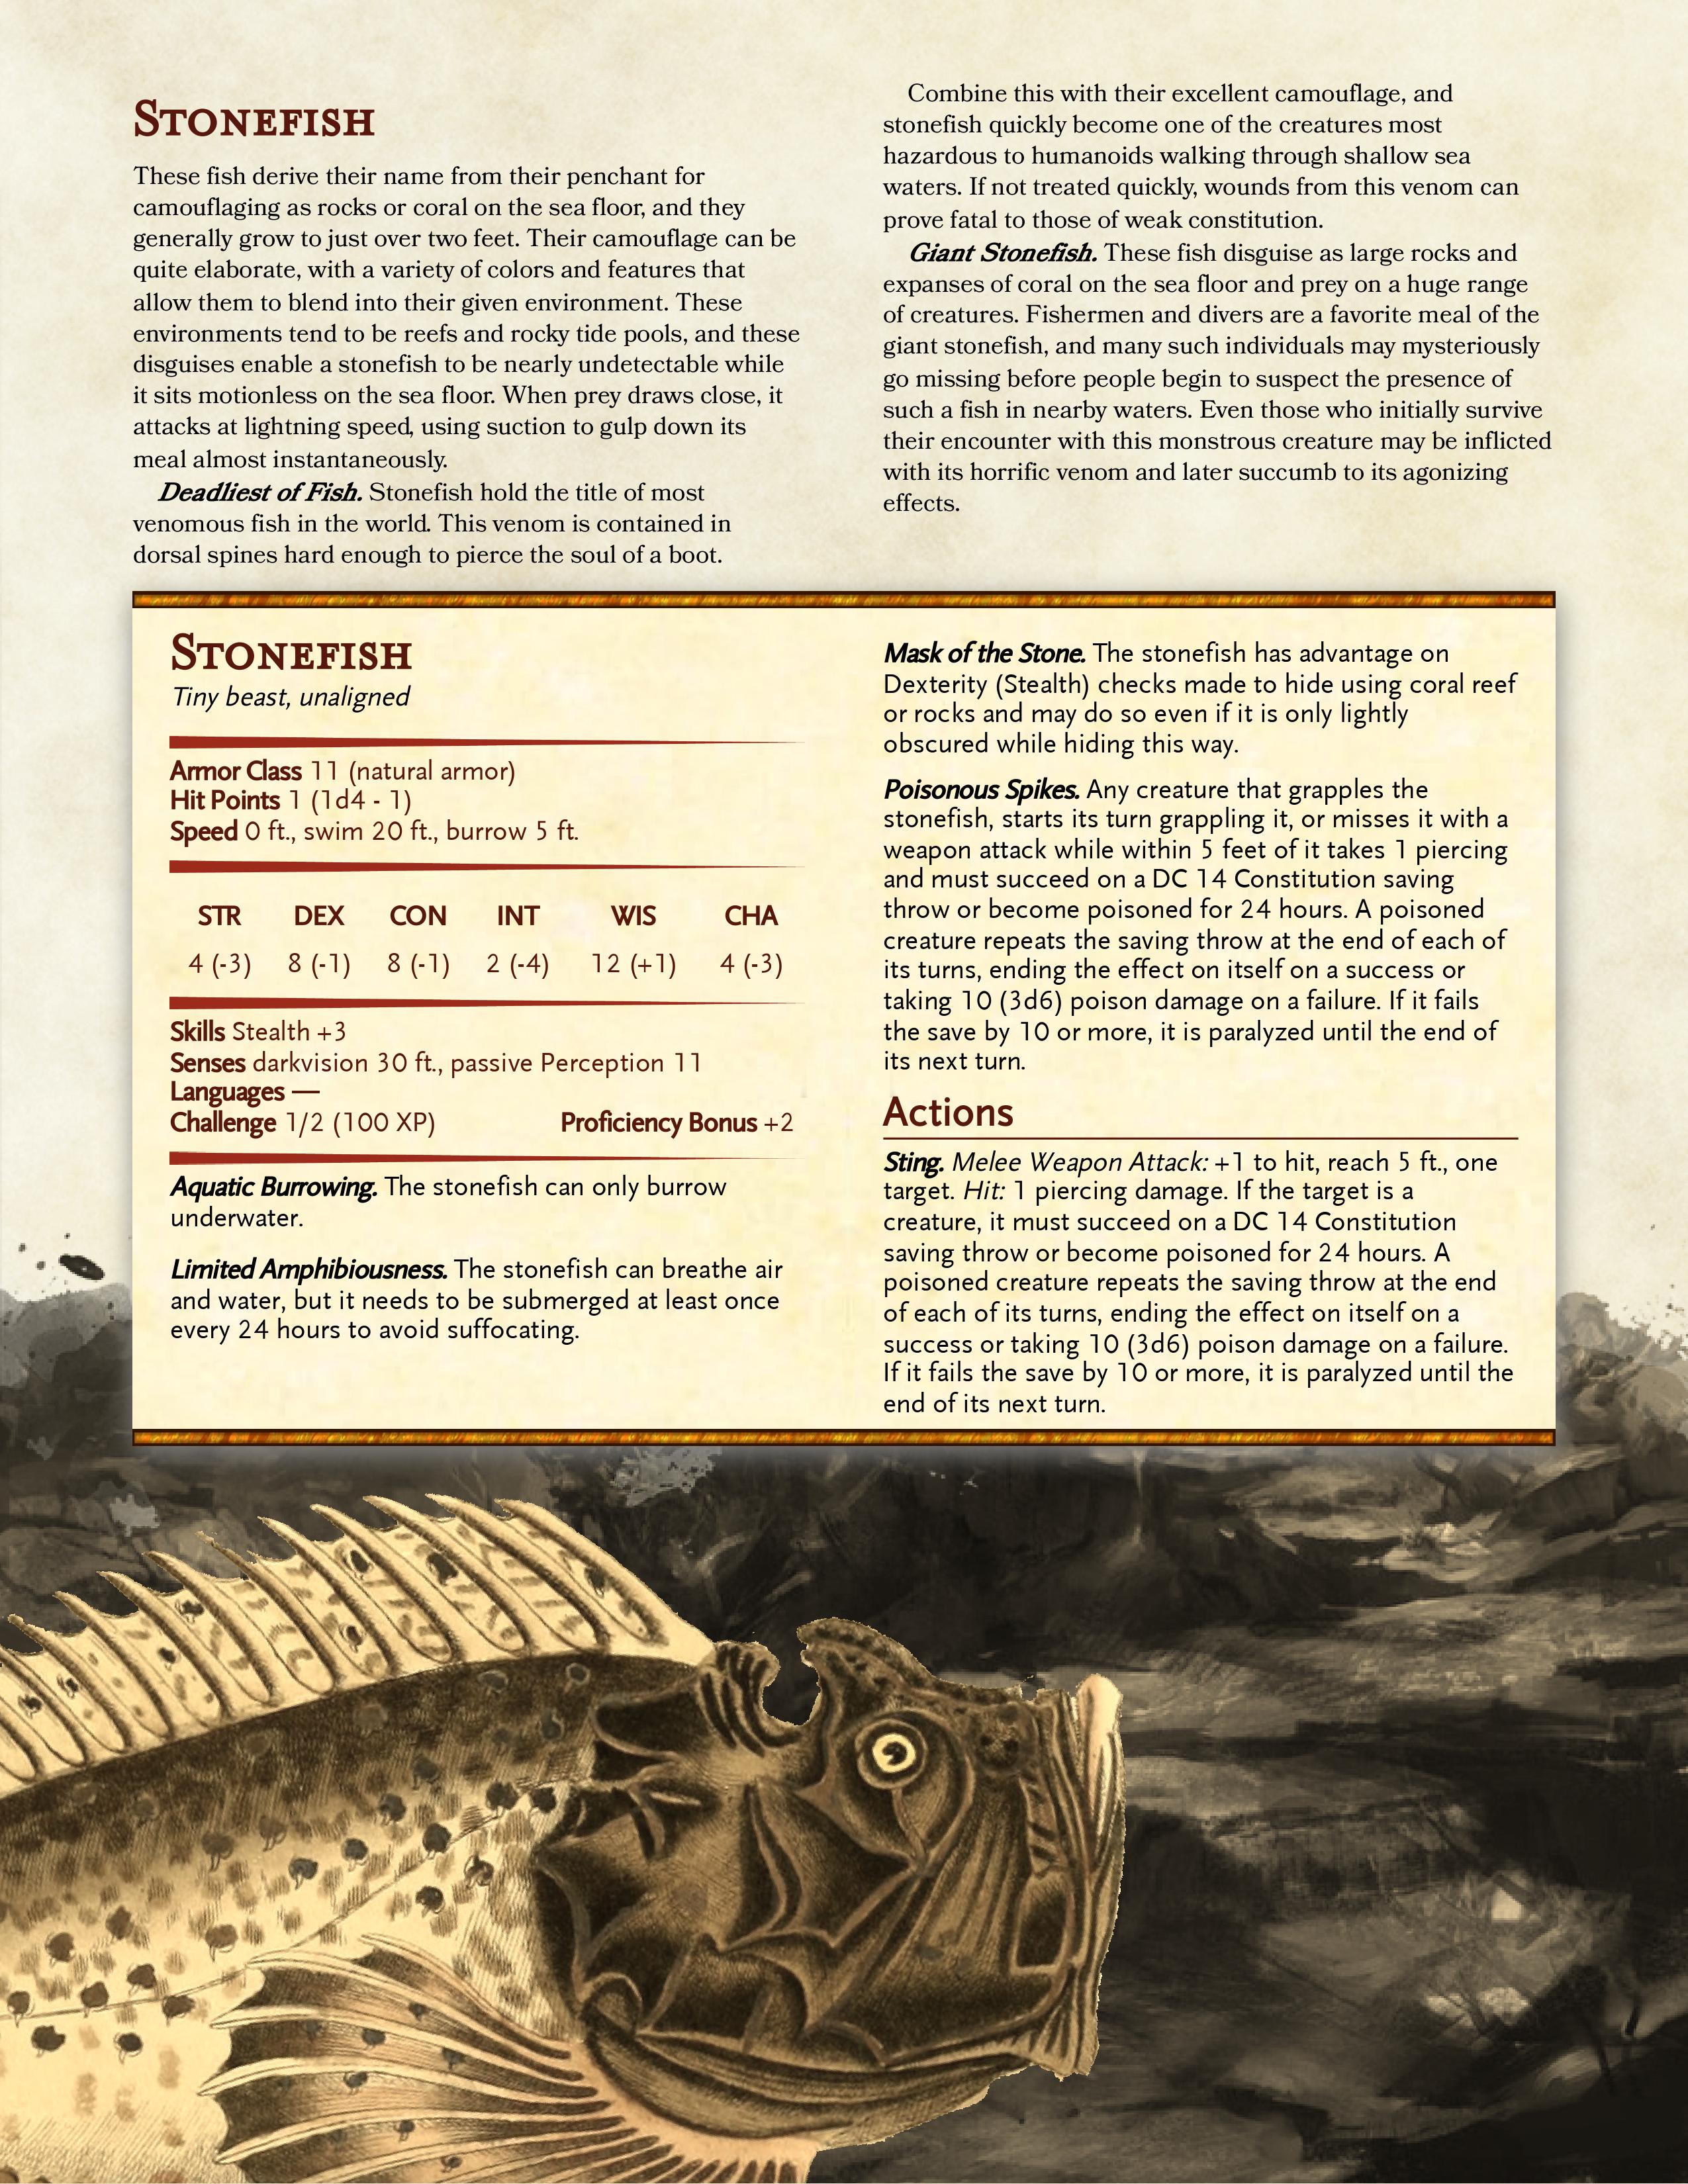 Stonefish
These fish derive their name from their penchant for
camouflaging as rocks or coral on the sea floor, and they
generally grow to just over two feet. Their camouflage can be
quite elaborate, with a variety of colors and features that
allow them to blend into their given environment. These
environments tend to be reefs and rocky tide pools, and these
disguises enable a stonefish to be nearly undetectable while
it sits motionless on the sea floor. When prey draws close, it
attacks at lightning speed, using suction to gulp down its
meal almost instantaneously.
Deadliest of Fish. Stonefish hold the title of most
venomous fish in the world. This venom is contained in
dorsal spines hard enough to pierce the soul of a boot.
Combine this with their excellent camouflage, and
stonefish quickly become one of the creatures most
hazardous to humanoids walking through shallow sea
waters. If not treated quickly, wounds from this venom can
prove fatal to those of weak constitution.
Giant Stonefish. These fish disguise as large rocks and
expanses of coral on the sea floor and prey on a huge range
of creatures. Fishermen and divers are a favorite meal of the
giant stonefish, and many such individuals may mysteriously
go missing before people begin to suspect the presence of
such a fish in nearby waters. Even those who initially survive
their encounter with this monstrous creature may be inflicted
with its horrific venom and later succumb to its agonizing
effects.
Stonefish
Tiny beast, unaligned
Armor Class 11 (natural armor)
Hit Points 1 (1d4 - 1)
Speed 0 ft., swim 20 ft., burrow 5 ft.
STR DEX CON INT WIS CHA
4 (-3) 8 (-1) 8 (-1) 2 (-4) 12 (+1) 4 (-3)
Skills Stealth +3
Senses darkvision 30 ft., passive Perception 11
Languages —
Challenge 1/2 (100 XP) Proficiency Bonus +2
Aquatic Burrowing. The stonefish can only burrow
underwater.
Limited Amphibiousness. The stonefish can breathe air
and water, but it needs to be submerged at least once
every 24 hours to avoid suffocating.
Mask of the Stone. The stonefish has advantage on
Dexterity (Stealth) checks made to hide using coral reef
or rocks and may do so even if it is only lightly
obscured while hiding this way.
Poisonous Spikes. Any creature that grapples the
stonefish, starts its turn grappling it, or misses it with a
weapon attack while within 5 feet of it takes 1 piercing
and must succeed on a DC 14 Constitution saving
throw or become poisoned for 24 hours. A poisoned
creature repeats the saving throw at the end of each of
its turns, ending the effect on itself on a success or
taking 10 (3d6) poison damage on a failure. If it fails
the save by 10 or more, it is paralyzed until the end of
its next turn.
Actions
Sting. Melee Weapon Attack: +1 to hit, reach 5 ft., one
target. Hit: 1 piercing damage. If the target is a
creature, it must succeed on a DC 14 Constitution
saving throw or become poisoned for 24 hours. A
poisoned creature repeats the saving throw at the end
of each of its turns, ending the effect on itself on a
success or taking 10 (3d6) poison damage on a failure.
If it fails the save by 10 or more, it is paralyzed until the
end of its next turn.